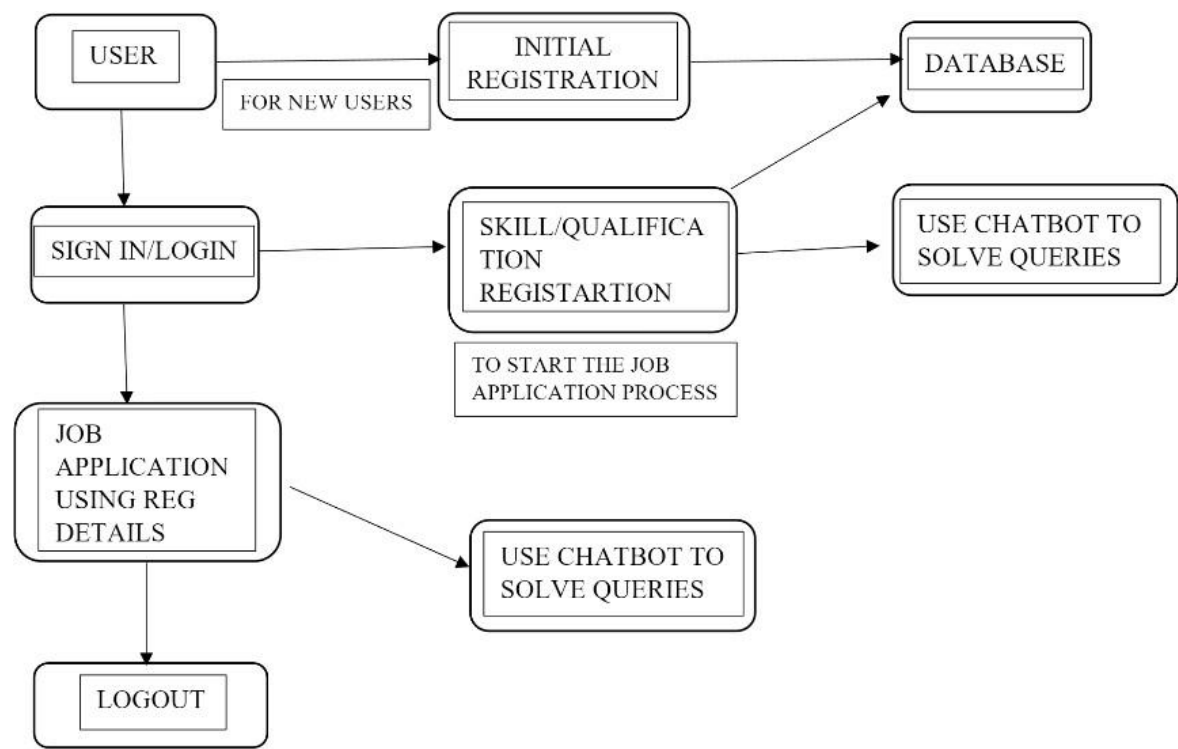 USER
INITIAL
REGISTRATION
DATABASE
FOR NEW USERS
SIGN IN/LOGIN
SKILL/QUALIFICA
TION
REGISTARTION
USE CHATBOT TO
SOLVE QUERIES
TO START THE JOB
APPLICATION PROCESS
JOB
APPLICATION
USING REG
DETAILS
USE CHATBOT TO
SOLVE QUERIES
LOGOUT